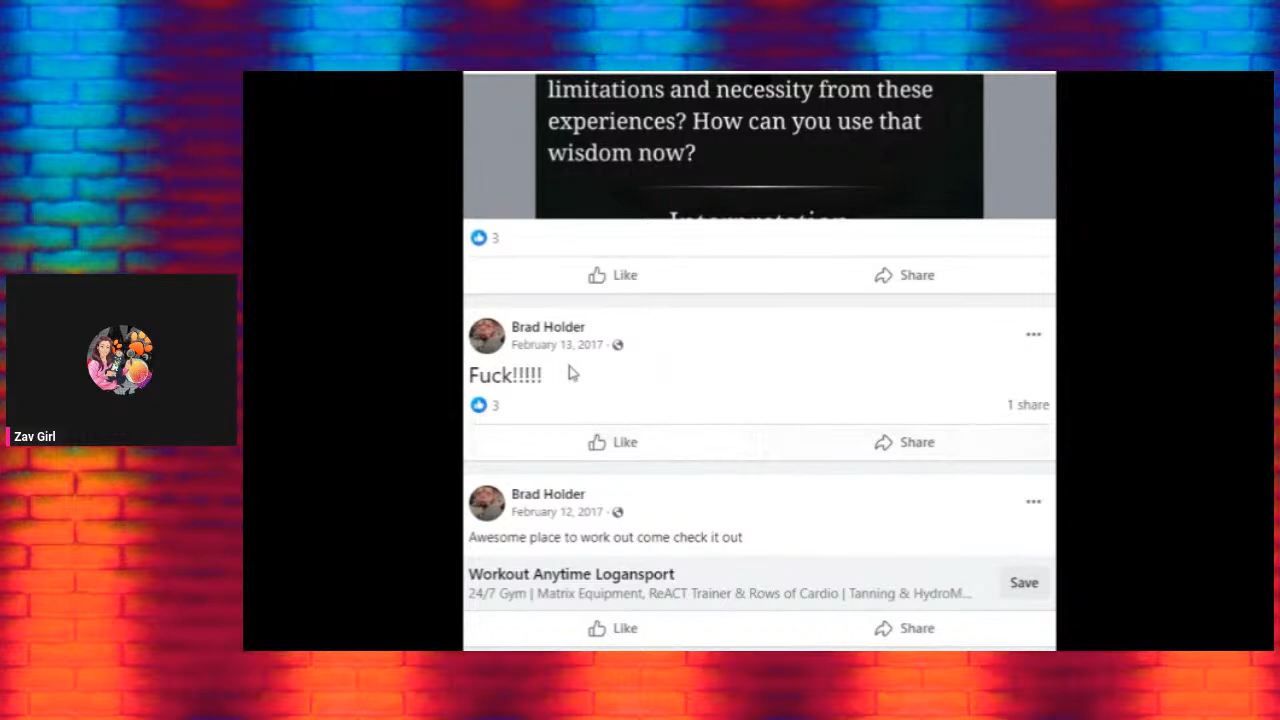 limitations and necessity from these
experiences? How can you use that
wisdom now?
Interpretation
3
Like
Share
Brad Holder
February 13, 2017 ·
Fuck!!!!!
3
1 share
Like
Share
Brad Holder
February 12, 2017 ·
Awesome place to work out come check it out
Workout Anytime Logansport
24/7 Gym | Matrix Equipment, ReACT Trainer & Rows of Cardio | Tanning & HydroM...
Save
Like
Share
Zav Girl